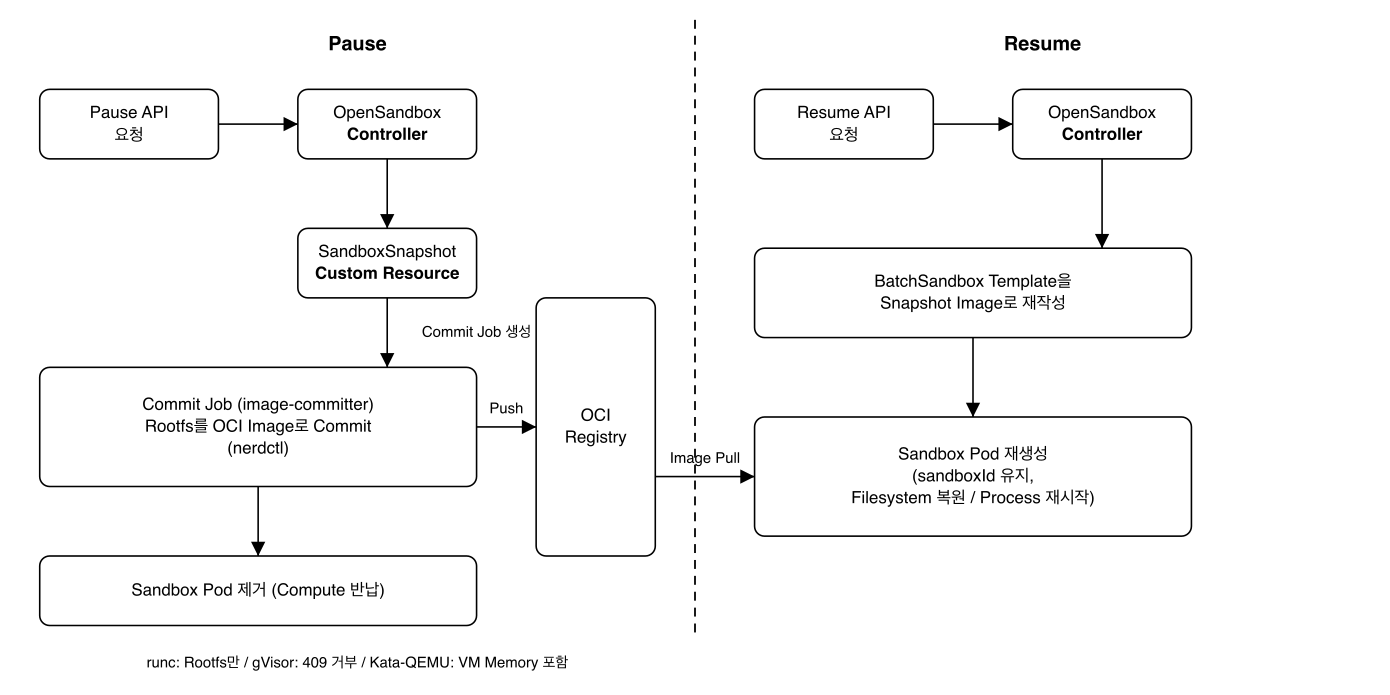 Pause
Pause API
요청
OpenSandbox
Controller
SandboxSnapshot
Custom Resource
Commit Job 생성
Commit Job (image-committer)
Rootfs를 OCI Image로 Commit
(nerdctl)
Push
OCI
Registry
Sandbox Pod 제거 (Compute 반납)
runc: Rootfs만 / gVisor: 409 거부 / Kata-QEMU: VM Memory 포함
Resume
Resume API
요청
OpenSandbox
Controller
BatchSandbox Template을
Snapshot Image로 재작성
Image Pull
Sandbox Pod 재생성
(sandboxId 유지,
Filesystem 복원 / Process 재시작)